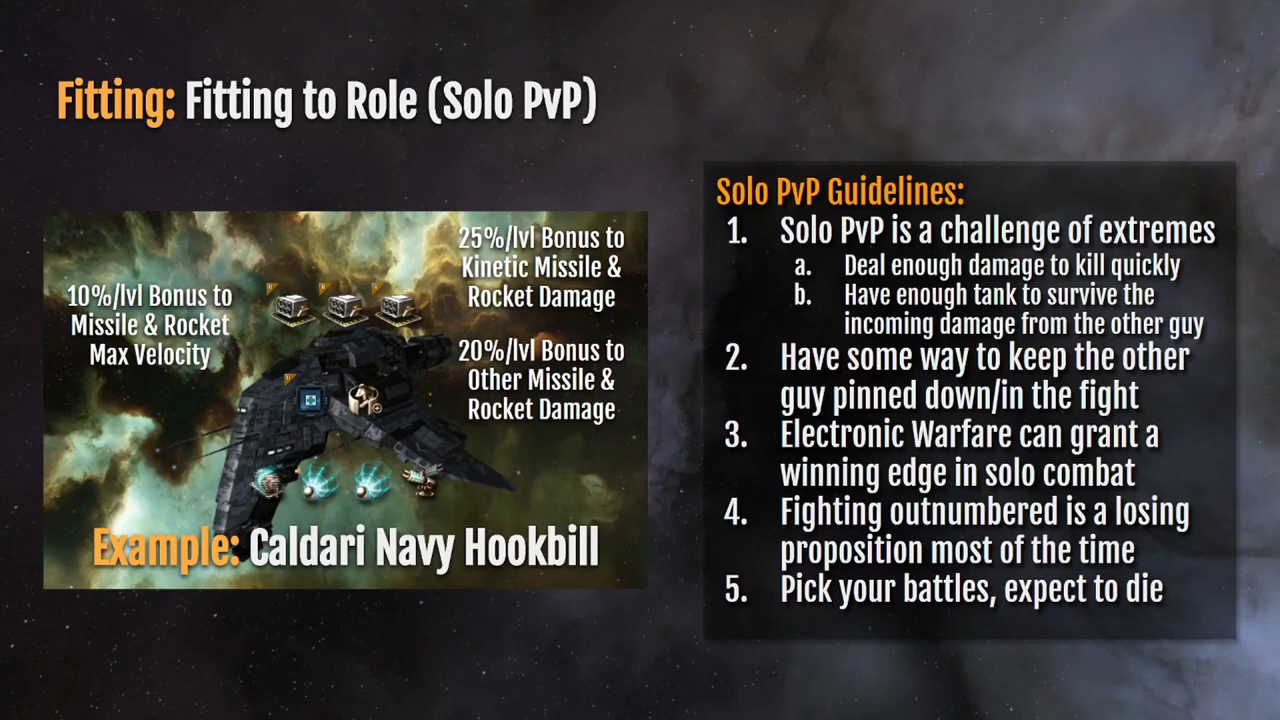 Fitting: Fitting to Role (Solo PvP)
10%/lvl Bonus to
Missile & Rocket
Max Velocity
25%/lvl Bonus to
Kinetic Missile &
Rocket Damage
20%/lvl Bonus to
Other Missile &
Rocket Damage
Example: Caldari Navy Hookbill
Solo PvP Guidelines:
1. Solo PvP is a challenge of extremes
a. Deal enough damage to kill quickly
b. Have enough tank to survive the
incoming damage from the other guy
2. Have some way to keep the other
guy pinned down/in the fight
3. Electronic Warfare can grant a
winning edge in solo combat
4. Fighting outnumbered is a losing
proposition most of the time
5. Pick your battles, expect to die